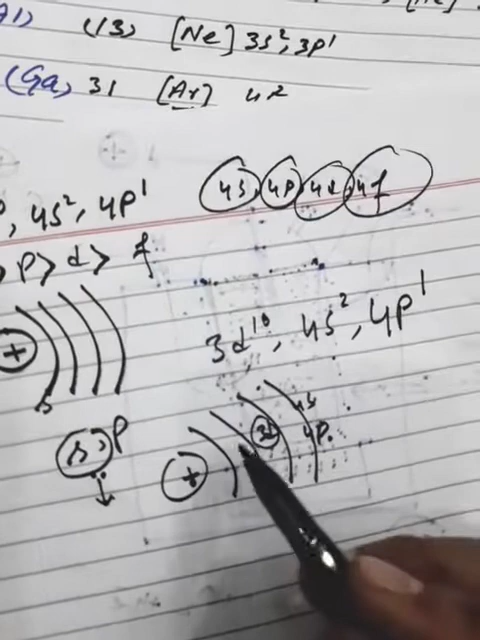 (13) [Ne] 3s², 3p¹
(Ga) 31 [Ar] 4s²
4s 4p 4d 4f
, 4s², 4p¹
p > d > f
3d¹⁰, 4s², 4p¹
+
s
4s
3d 4p.
s p
+